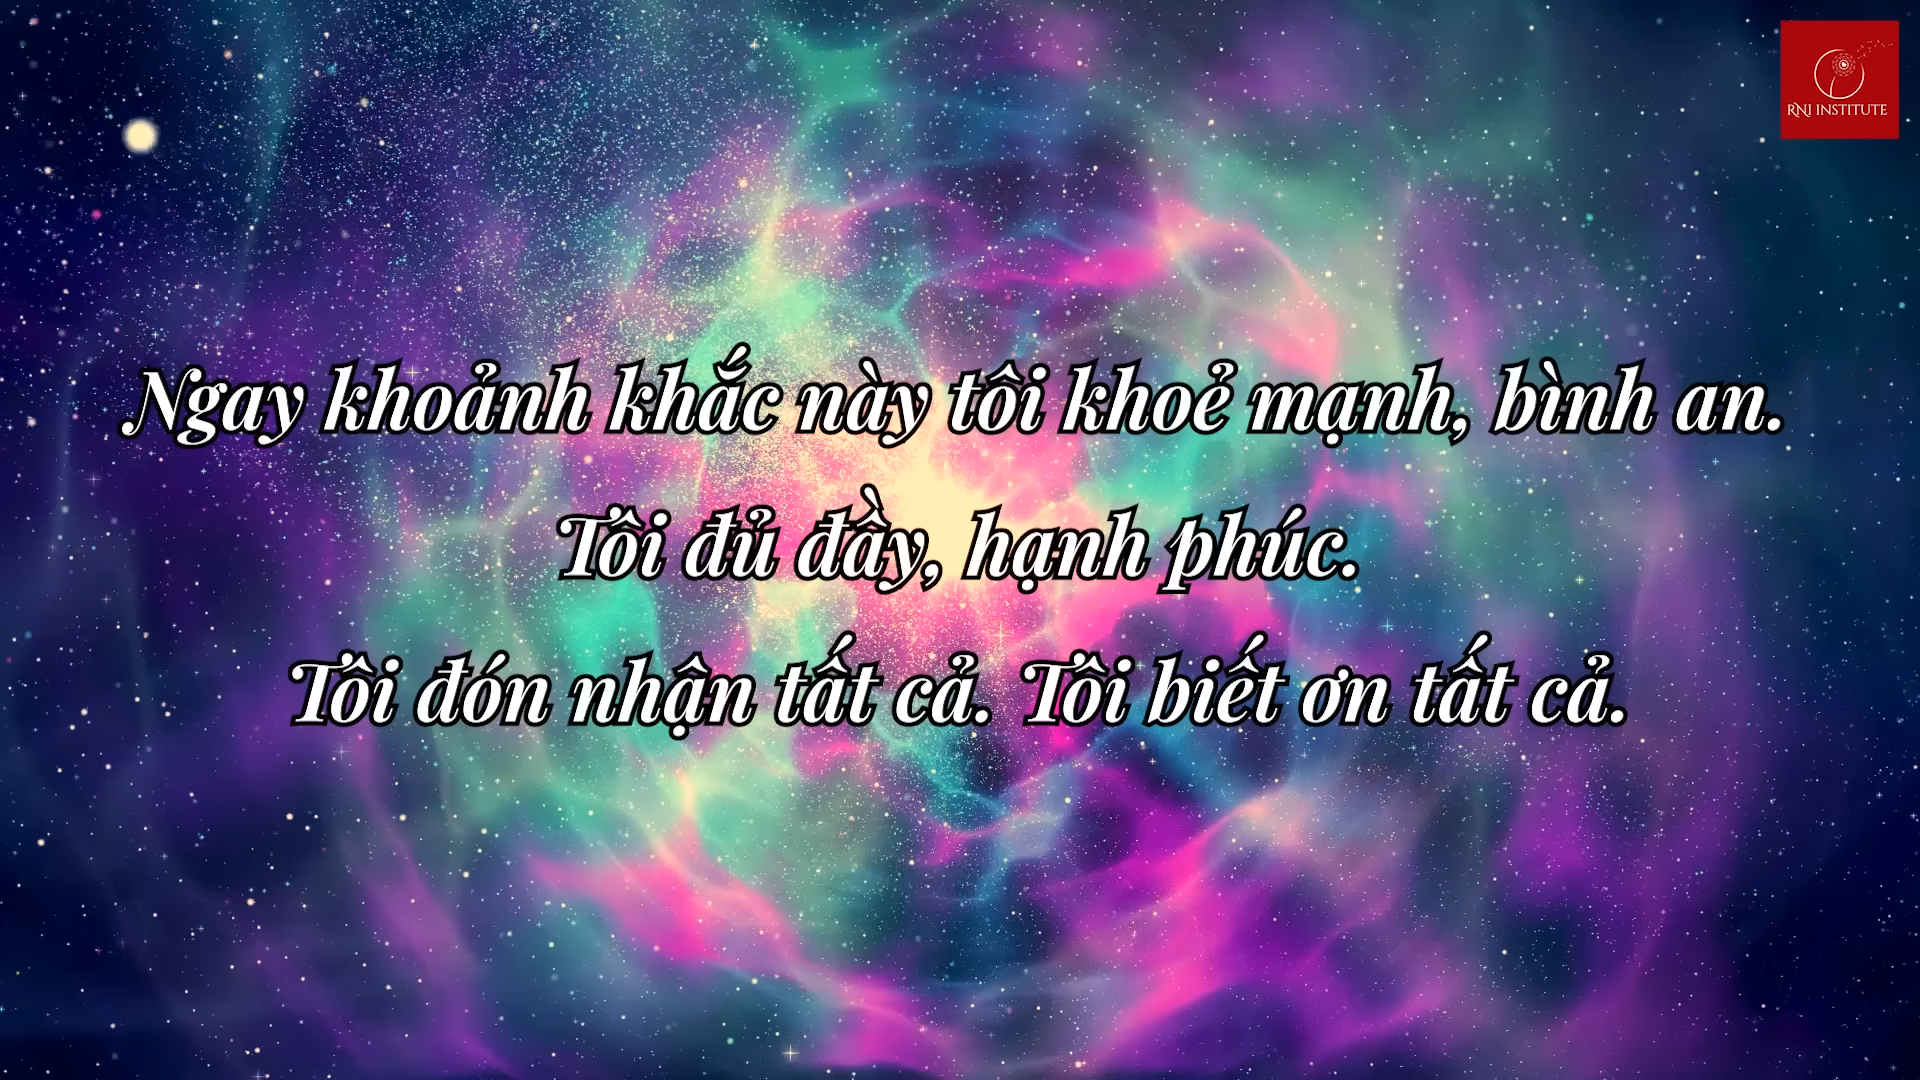 RNI INSTITUTE
Ngay khoảnh khắc này tôi khoẻ mạnh, bình an.
Tôi đủ đầy, hạnh phúc.
Tôi đón nhận tất cả. Tôi biết ơn tất cả.